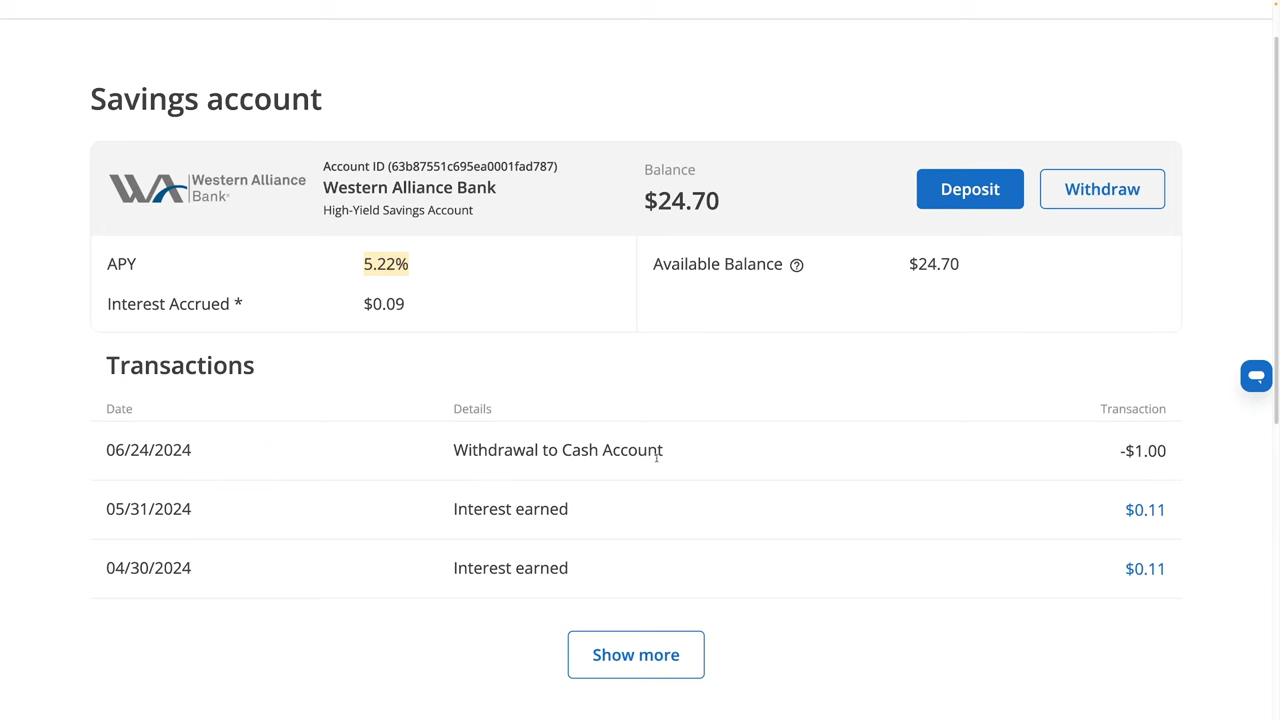 Savings account
WA Western Alliance
Bank
Account ID (63b87551c695ea0001fad787)
Western Alliance Bank
High-Yield Savings Account
Balance
$24.70
Deposit
Withdraw
APY
5.22%
Interest Accrued *
$0.09
Available Balance ?
$24.70
Transactions
Date Details Transaction
06/24/2024 Withdrawal to Cash Account -$1.00
05/31/2024 Interest earned $0.11
04/30/2024 Interest earned $0.11
Show more